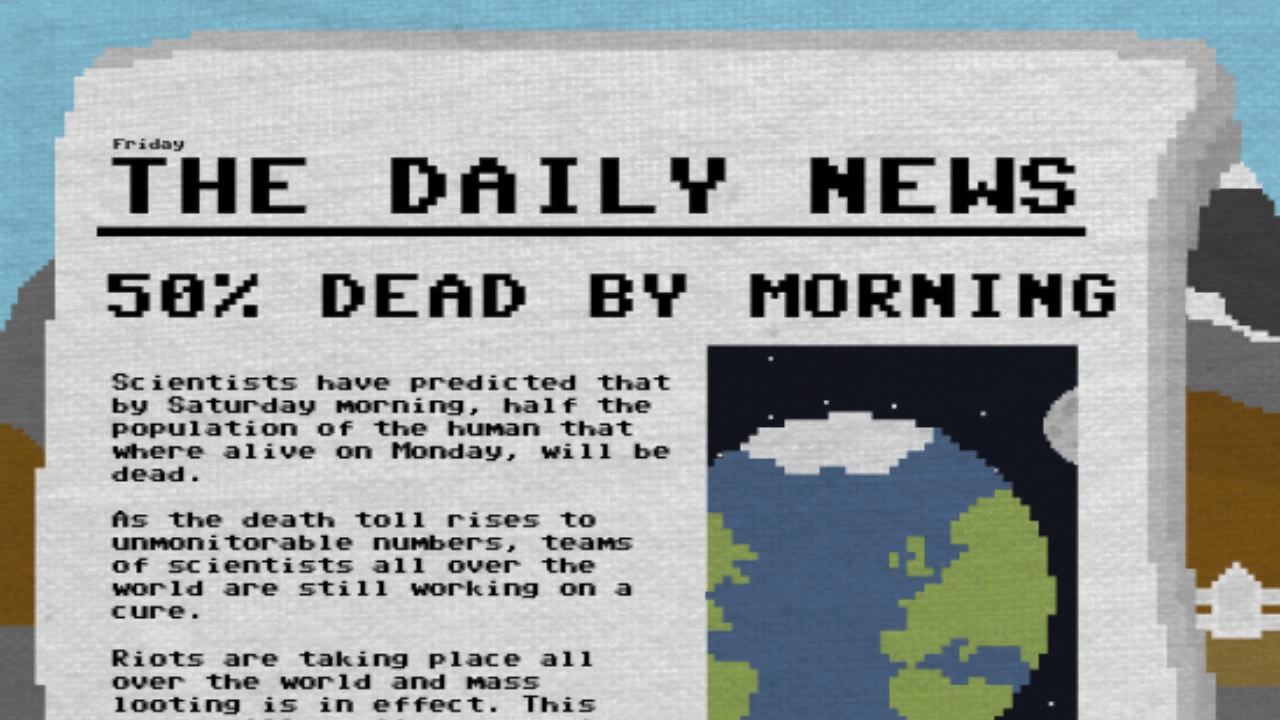 Friday
THE DAILY NEWS
50% DEAD BY MORNING
Scientists have predicted that
by Saturday morning, half the
population of the human that
where alive on Monday, will be
dead.
As the death toll rises to
unmonitorable numbers, teams
of scientists all over the
world are still working on a
cure.
Riots are taking place all
over the world and mass
looting is in effect. This